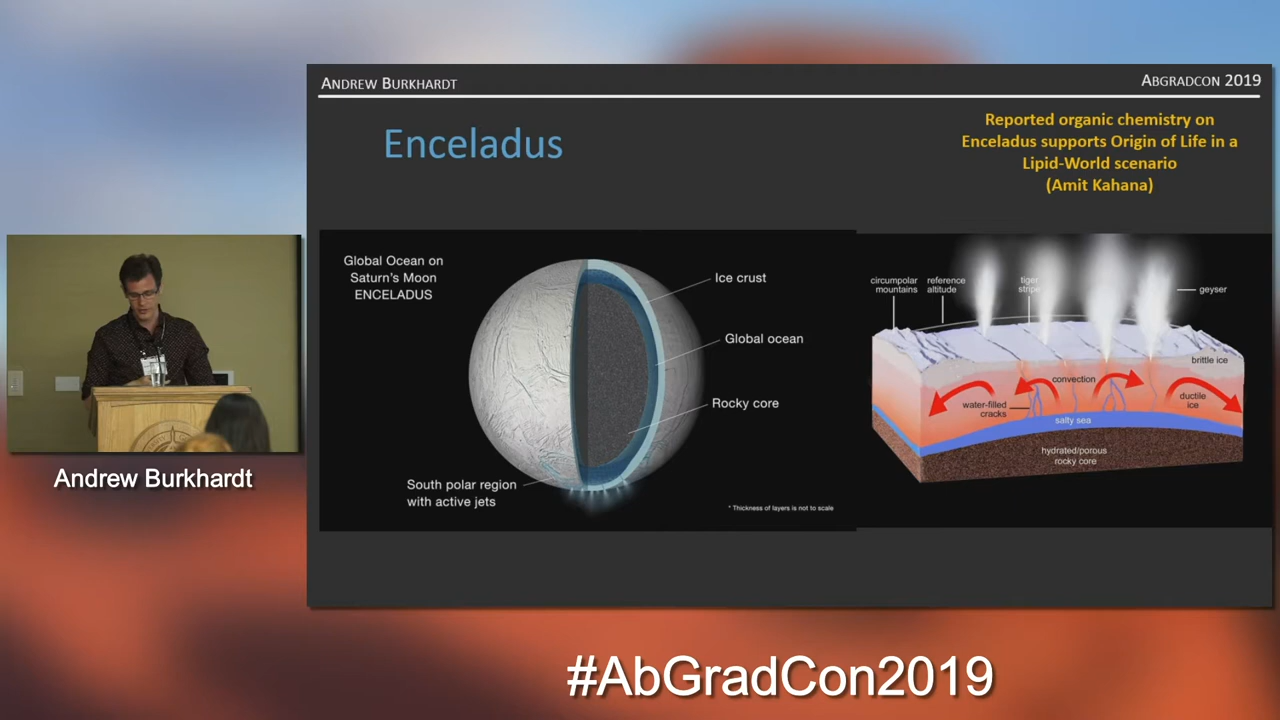 ANDREW BURKHARDT
ABGRADCON 2019
Enceladus
Reported organic chemistry on
Enceladus supports Origin of Life in a
Lipid-World scenario
(Amit Kahana)
Global Ocean on
Saturn's Moon
ENCELADUS
Ice crust
Global ocean
Rocky core
South polar region
with active jets
* Thickness of layers is not to scale
circumpolar
mountains
reference
altitude
tiger
stripe
geyser
brittle ice
convection
water-filled
cracks
ductile
ice
salty sea
hydrated/porous
rocky core
Andrew Burkhardt
#AbGradCon2019